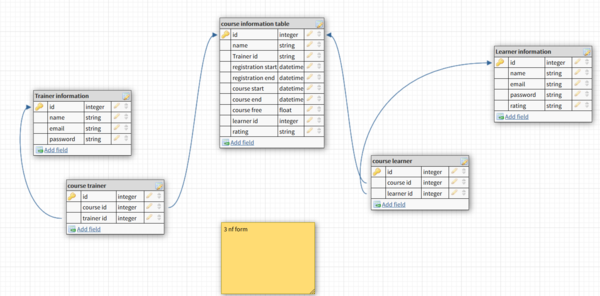 course information table
id integer
name string
Trainer id string
registration start datetime
registration end datetime
course start datetime
course end datetime
course free float
learner id integer
rating string
Add field
Learner information
id integer
name string
email string
password string
rating string
Add field
Trainer information
id integer
name string
email string
password string
Add field
course learner
id integer
course id integer
learner id integer
Add field
course trainer
id integer
course id integer
trainer id integer
Add field
3 nf form